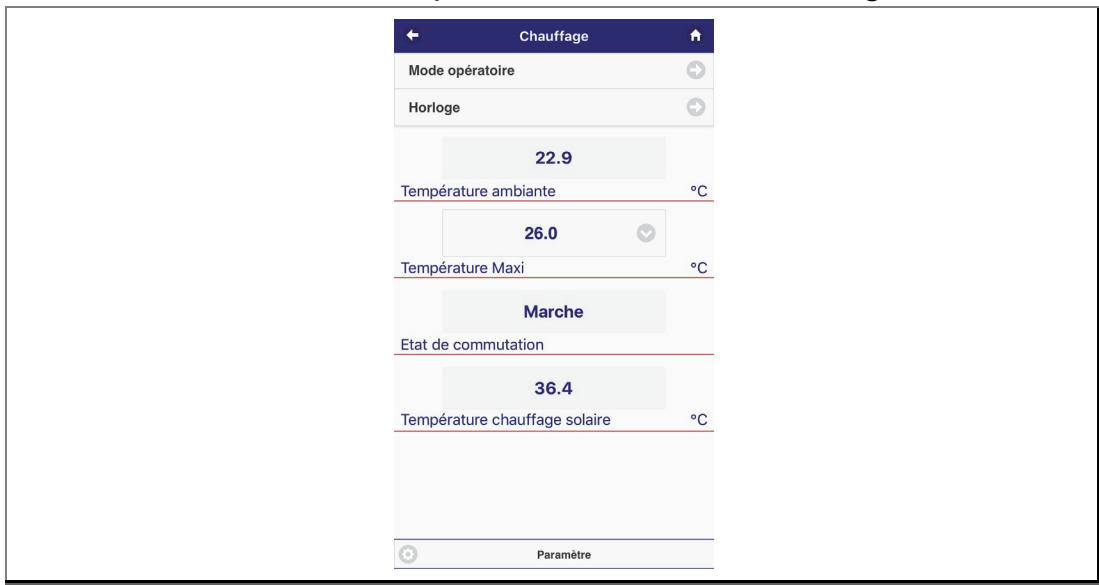 Chauffage
Mode opératoire
Horloge
22.9
Température ambiante °C
26.0
Température Maxi °C
Marche
Etat de commutation
36.4
Température chauffage solaire °C
Paramètre